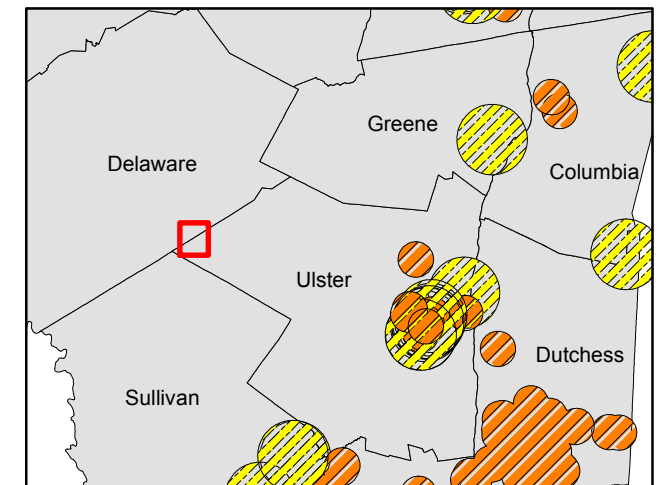 Greene
Delaware
Columbia
Ulster
Dutchess
Sullivan